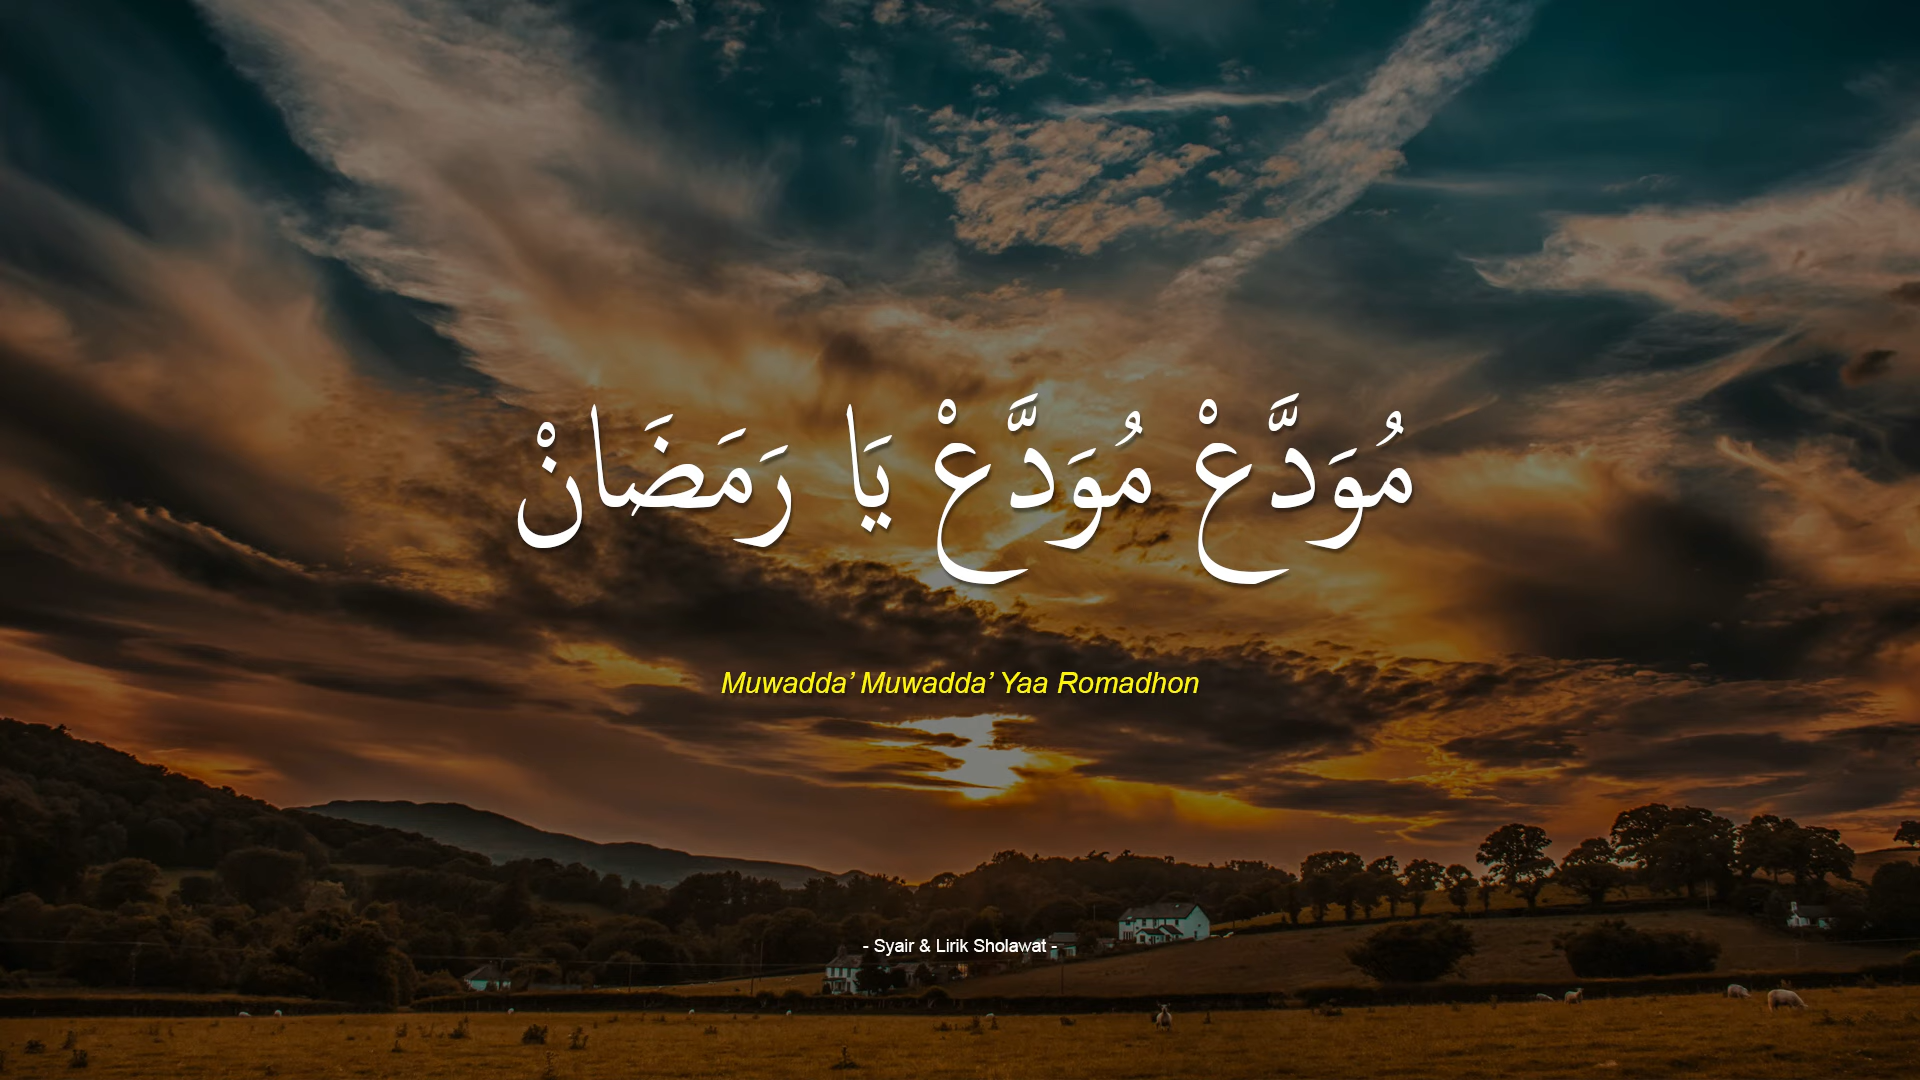 مُوَدَّعْ مُوَدَّعْ يَا رَمَضَانْ
Muwadda’ Muwadda’ Yaa Romadhon
- Syair & Lirik Sholawat -